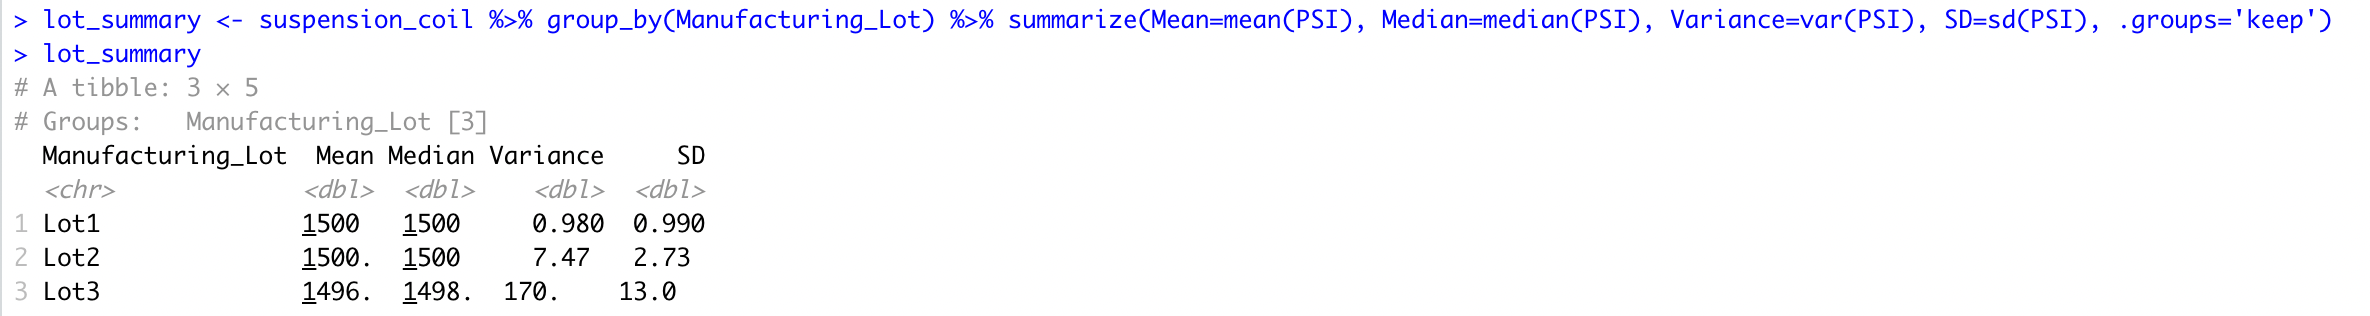 > lot_summary <- suspension_coil %>% group_by(Manufacturing_Lot) %>% summarize(Mean=mean(PSI), Median=median(PSI), Variance=var(PSI), SD=sd(PSI), .groups='keep')
> lot_summary
# A tibble: 3 × 5
# Groups:   Manufacturing_Lot [3]
  Manufacturing_Lot  Mean Median Variance     SD
  <chr>             <dbl>  <dbl>    <dbl>  <dbl>
1 Lot1              1500   1500     0.980  0.990
2 Lot2              1500.  1500     7.47   2.73
3 Lot3              1496.  1498.  170.    13.0